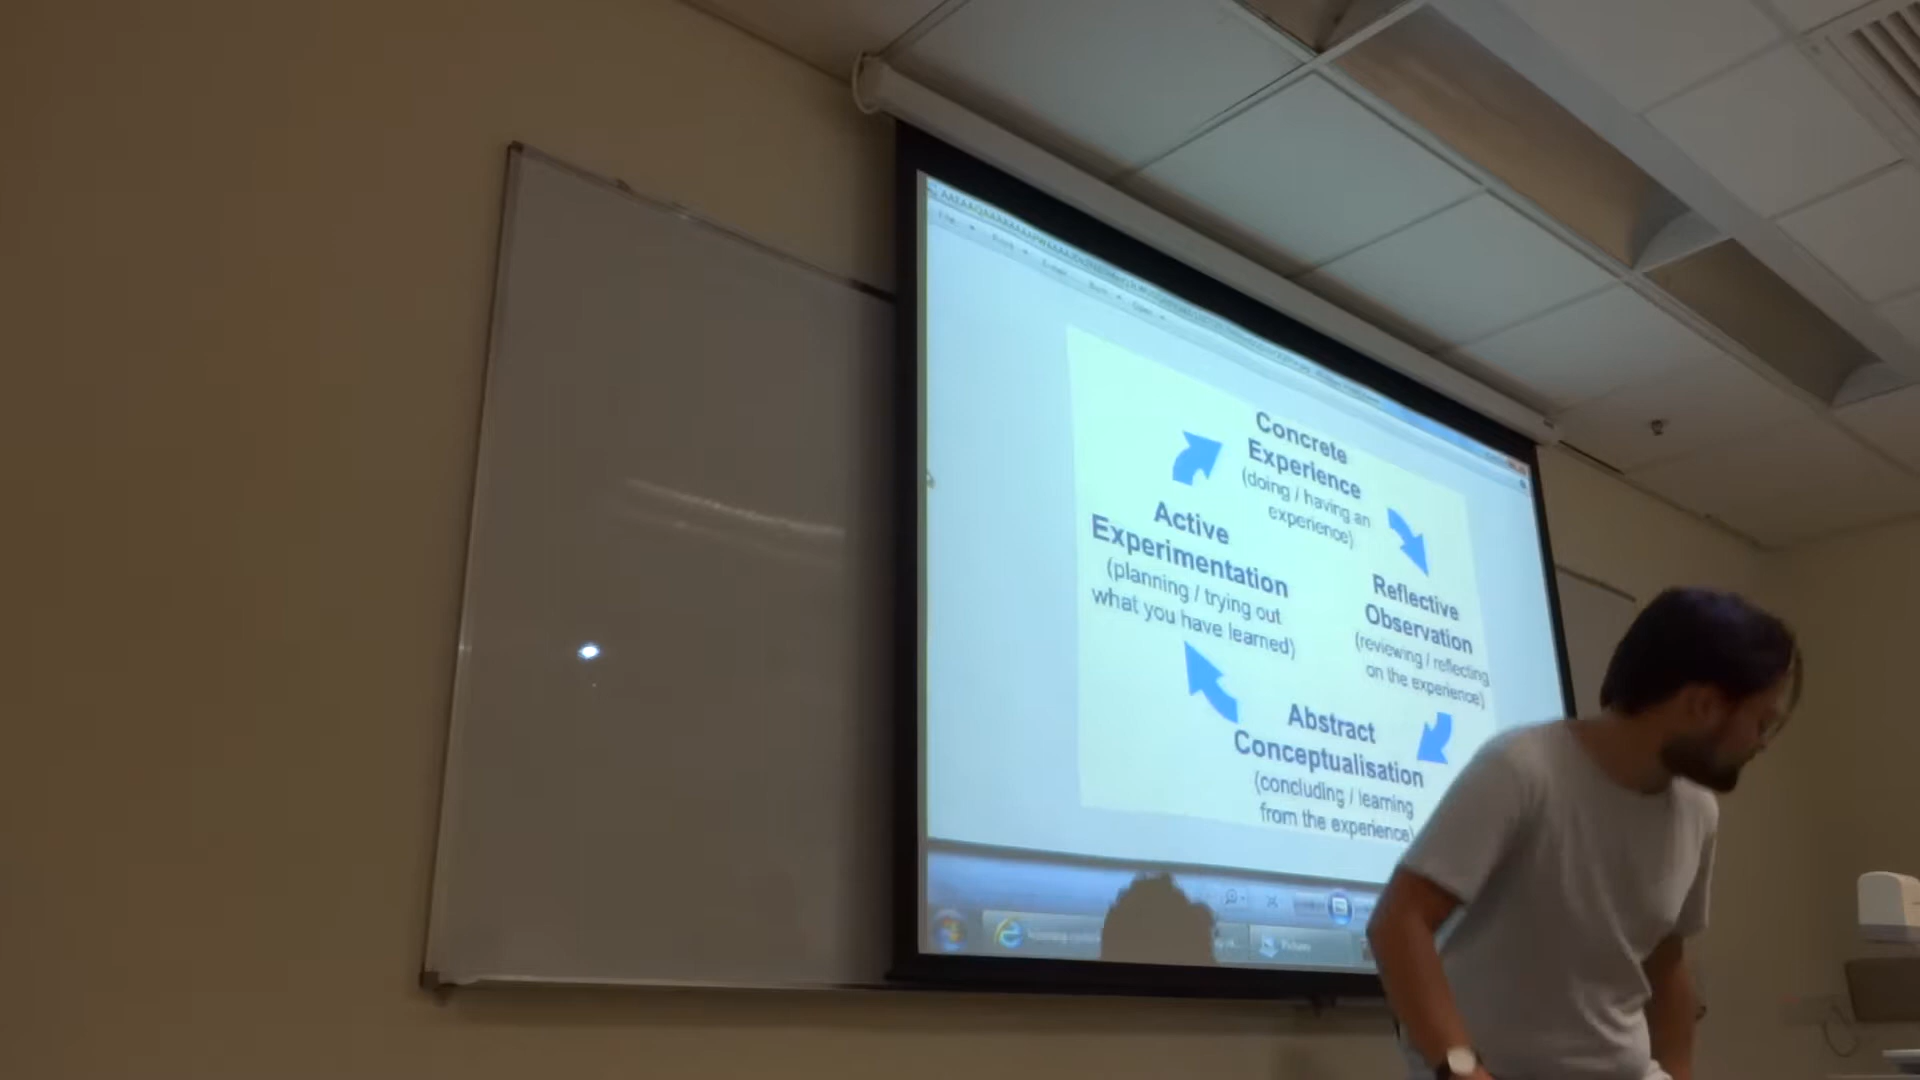 Concrete
Experience
(doing / having an
experience)
Reflective
Observation
(reviewing / reflecting
on the experience)
Abstract
Conceptualisation
(concluding / learning
from the experience)
Active
Experimentation
(planning / trying out
what you have learned)